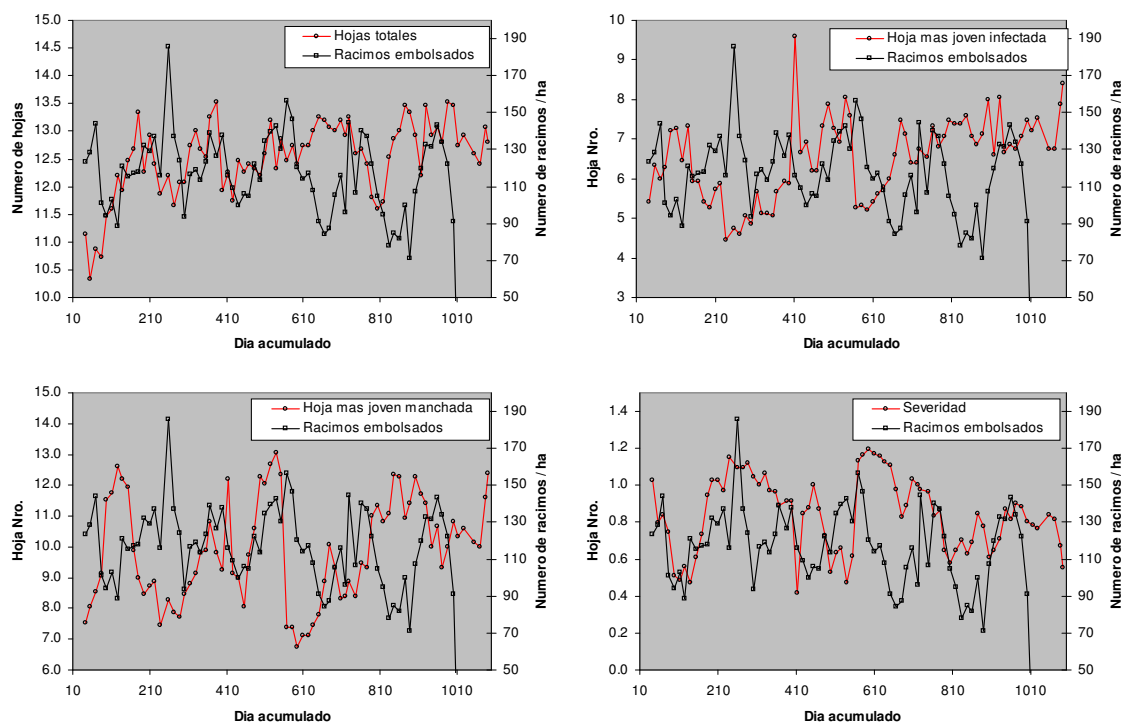 Hojas totales
Racimos embolsados
15.0
14.5
14.0
13.5
13.0
12.5
12.0
11.5
11.0
10.5
10.0
Numero de hojas
190
170
150
130
110
90
70
50
Numero de racimos / ha
10 210 410 610 810 1010
Dia acumulado
Hoja mas joven infectada
Racimos embolsados
10
9
8
7
6
5
4
3
Hoja Nro.
190
170
150
130
110
90
70
50
Numero de racimos / ha
10 210 410 610 810 1010
Dia acumulado
Hoja mas joven manchada
Racimos embolsados
15.0
14.0
13.0
12.0
11.0
10.0
9.0
8.0
7.0
6.0
Hoja Nro.
190
170
150
130
110
90
70
50
Numero de racimos / ha
10 210 410 610 810 1010
Dia acumulado
Severidad
Racimos embolsados
1.4
1.2
1.0
0.8
0.6
0.4
0.2
0.0
Hoja Nro.
190
170
150
130
110
90
70
50
Numero de racimos / ha
10 210 410 610 810 1010
Dia acumulado